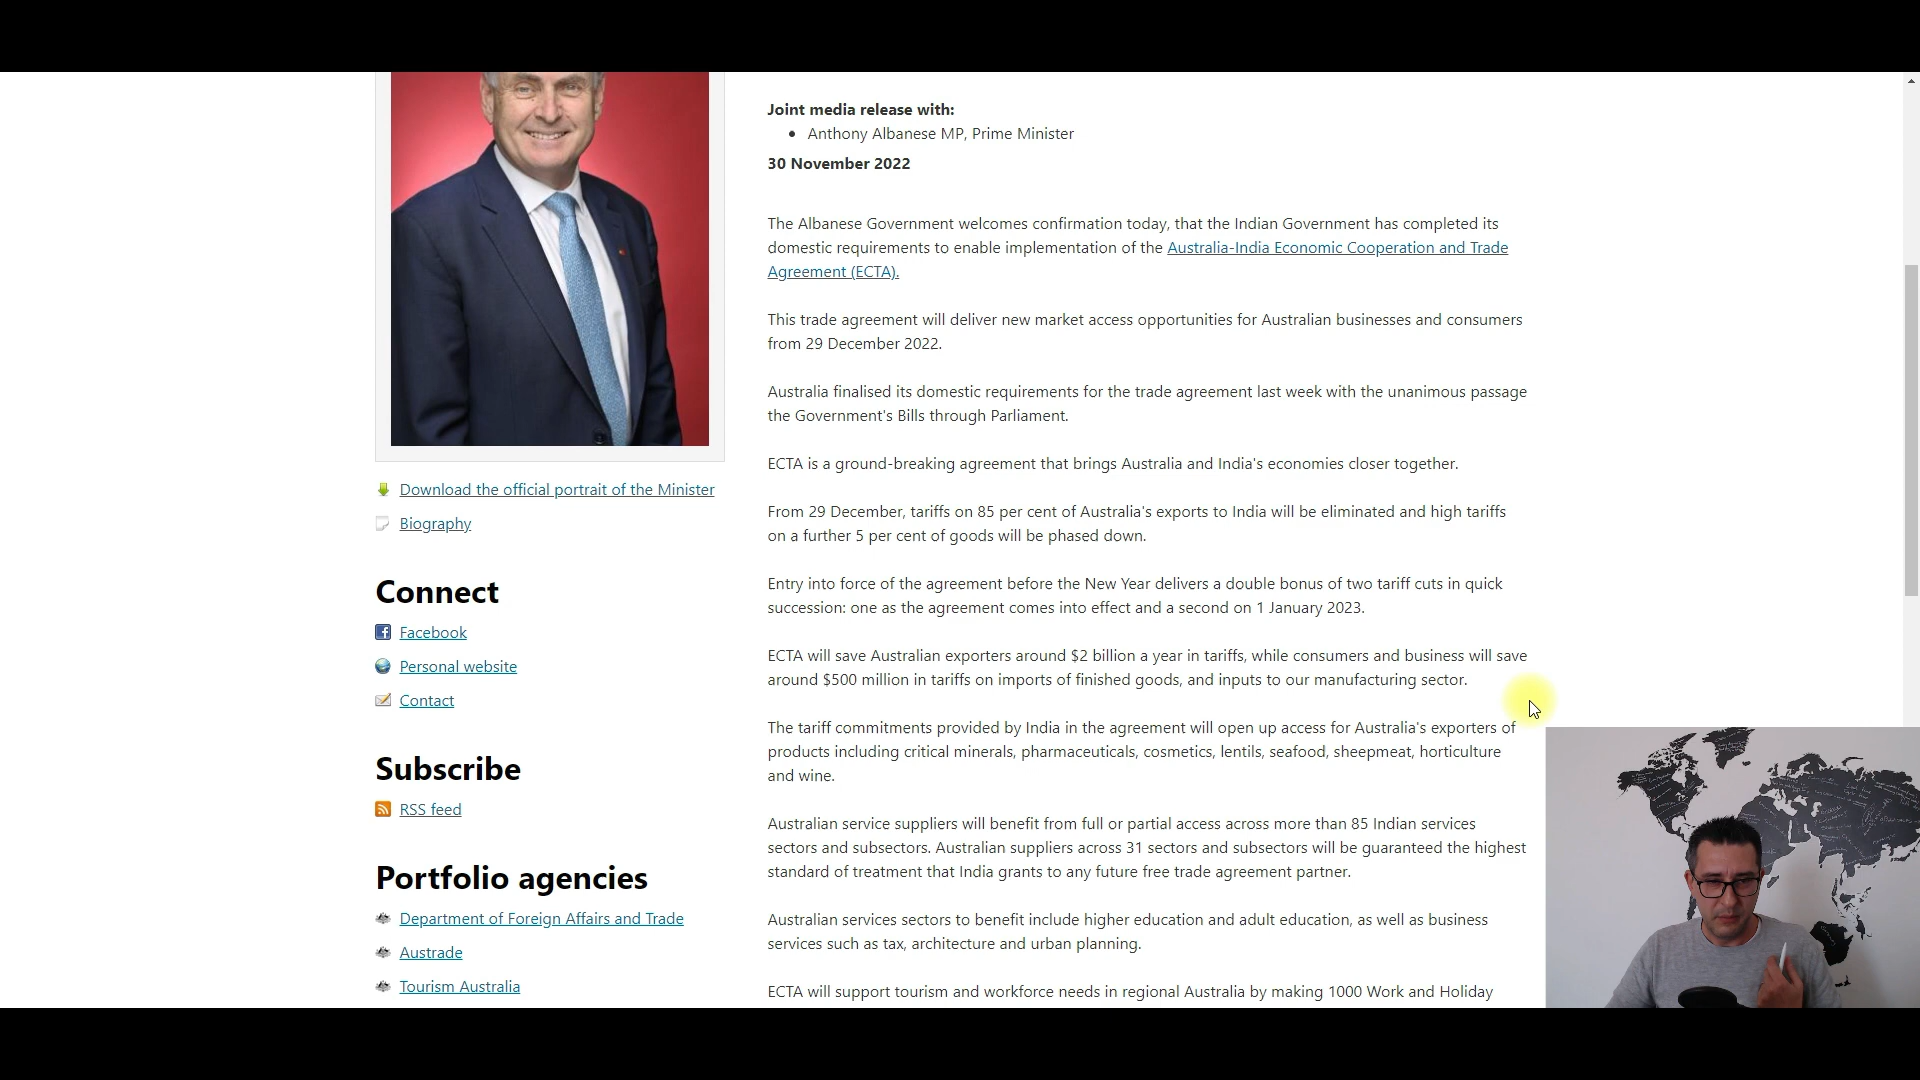 Joint media release with:
Anthony Albanese MP, Prime Minister
30 November 2022
The Albanese Government welcomes confirmation today, that the Indian Government has completed its
domestic requirements to enable implementation of the Australia-India Economic Cooperation and Trade
Agreement (ECTA).
This trade agreement will deliver new market access opportunities for Australian businesses and consumers
from 29 December 2022.
Australia finalised its domestic requirements for the trade agreement last week with the unanimous passage
the Government's Bills through Parliament.
ECTA is a ground-breaking agreement that brings Australia and India's economies closer together.
From 29 December, tariffs on 85 per cent of Australia's exports to India will be eliminated and high tariffs
on a further 5 per cent of goods will be phased down.
Entry into force of the agreement before the New Year delivers a double bonus of two tariff cuts in quick
succession: one as the agreement comes into effect and a second on 1 January 2023.
ECTA will save Australian exporters around $2 billion a year in tariffs, while consumers and business will save
around $500 million in tariffs on imports of finished goods, and inputs to our manufacturing sector.
The tariff commitments provided by India in the agreement will open up access for Australia's exporters of
products including critical minerals, pharmaceuticals, cosmetics, lentils, seafood, sheepmeat, horticulture
and wine.
Australian service suppliers will benefit from full or partial access across more than 85 Indian services
sectors and subsectors. Australian suppliers across 31 sectors and subsectors will be guaranteed the highest
standard of treatment that India grants to any future free trade agreement partner.
Australian services sectors to benefit include higher education and adult education, as well as business
services such as tax, architecture and urban planning.
ECTA will support tourism and workforce needs in regional Australia by making 1000 Work and Holiday
Download the official portrait of the Minister
Biography
Connect
Facebook
Personal website
Contact
Subscribe
RSS feed
Portfolio agencies
Department of Foreign Affairs and Trade
Austrade
Tourism Australia